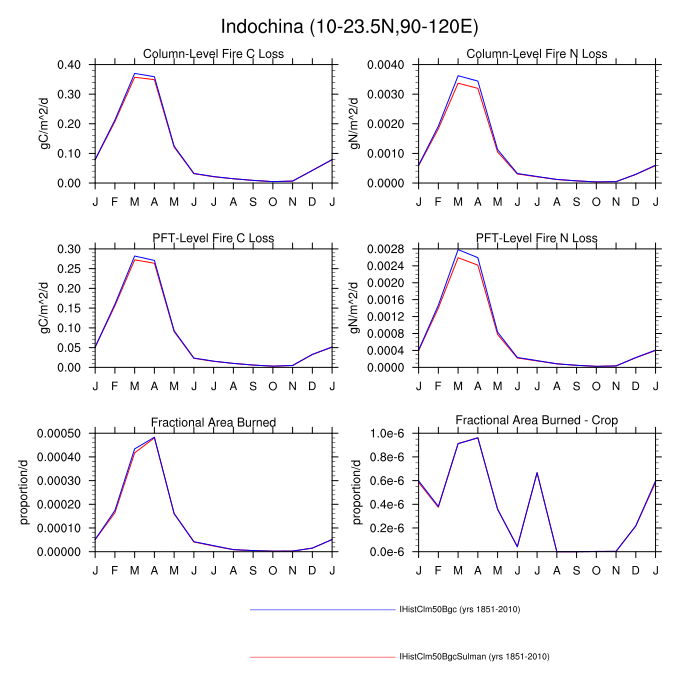 Indochina (10-23.5N,90-120E)
Column-Level Fire C Loss
gC/m^2/d
0.40
0.30
0.20
0.10
0.00
J F M A M J J A S O N D J
Column-Level Fire N Loss
gN/m^2/d
0.0040
0.0030
0.0020
0.0010
0.0000
J F M A M J J A S O N D J
PFT-Level Fire C Loss
gC/m^2/d
0.30
0.25
0.20
0.15
0.10
0.05
0.00
J F M A M J J A S O N D J
PFT-Level Fire N Loss
gN/m^2/d
0.0028
0.0024
0.0020
0.0016
0.0012
0.0008
0.0004
0.0000
J F M A M J J A S O N D J
Fractional Area Burned
proportion/d
0.00050
0.00040
0.00030
0.00020
0.00010
0.00000
J F M A M J J A S O N D J
Fractional Area Burned - Crop
proportion/d
1.0e-6
0.8e-6
0.6e-6
0.4e-6
0.2e-6
0.0e-6
J F M A M J J A S O N D J
IHistClm50Bgc (yrs 1851-2010)
IHistClm50BgcSulman (yrs 1851-2010)